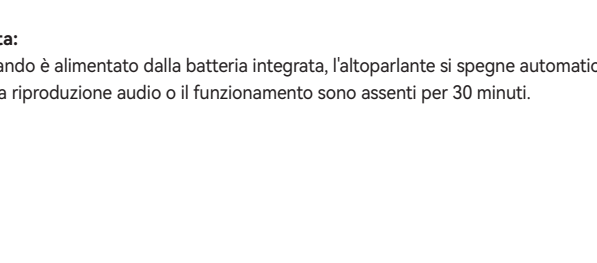 ta:
ando è alimentato dalla batteria integrata, l'altoparlante si spegne automatic
a riproduzione audio o il funzionamento sono assenti per 30 minuti.